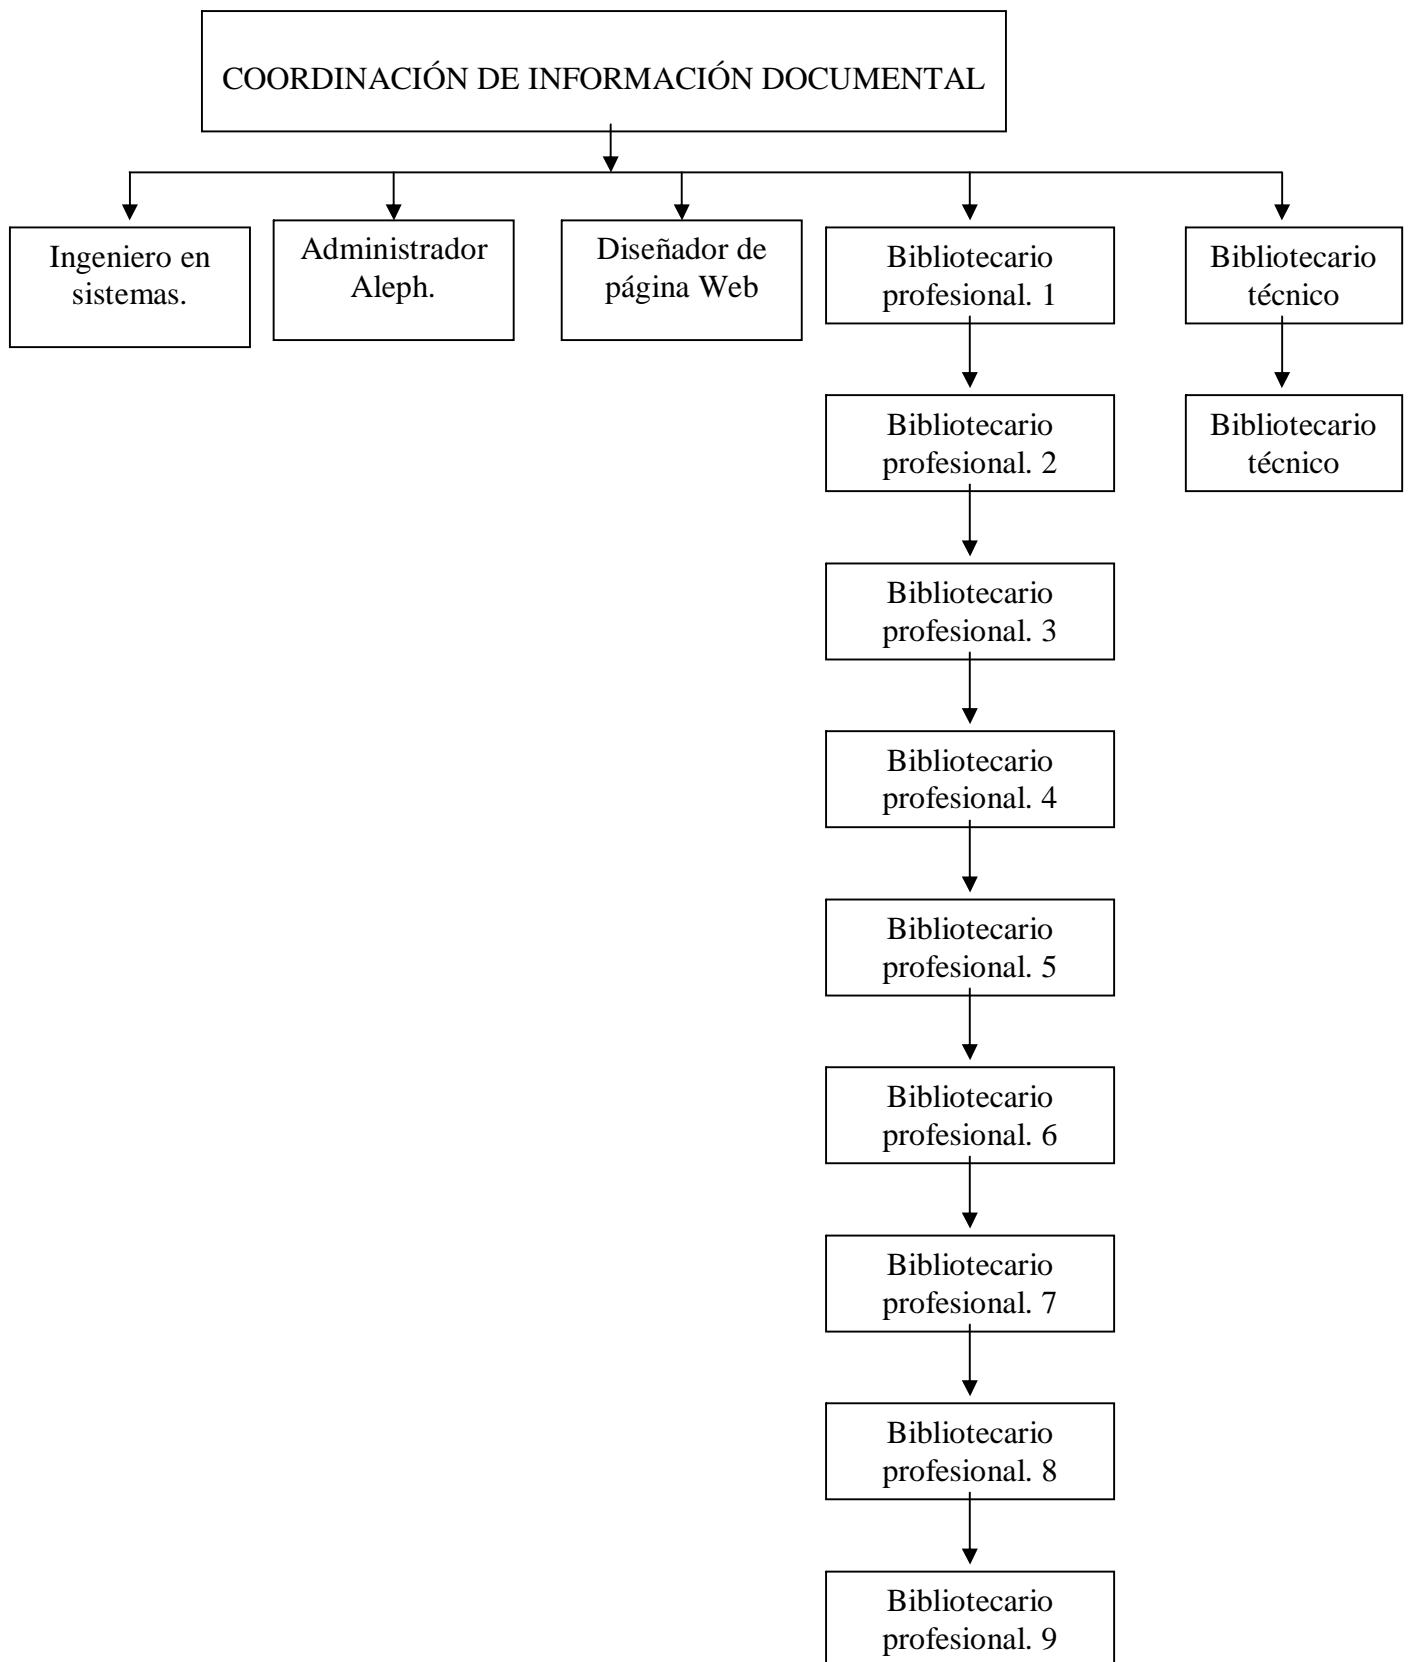 COORDINACIÓN DE INFORMACIÓN DOCUMENTAL
Ingeniero en
sistemas.
Administrador
Aleph.
Diseñador de
página Web
Bibliotecario
profesional. 1
Bibliotecario
técnico
Bibliotecario
profesional. 2
Bibliotecario
técnico
Bibliotecario
profesional. 3
Bibliotecario
profesional. 4
Bibliotecario
profesional. 5
Bibliotecario
profesional. 6
Bibliotecario
profesional. 7
Bibliotecario
profesional. 8
Bibliotecario
profesional. 9